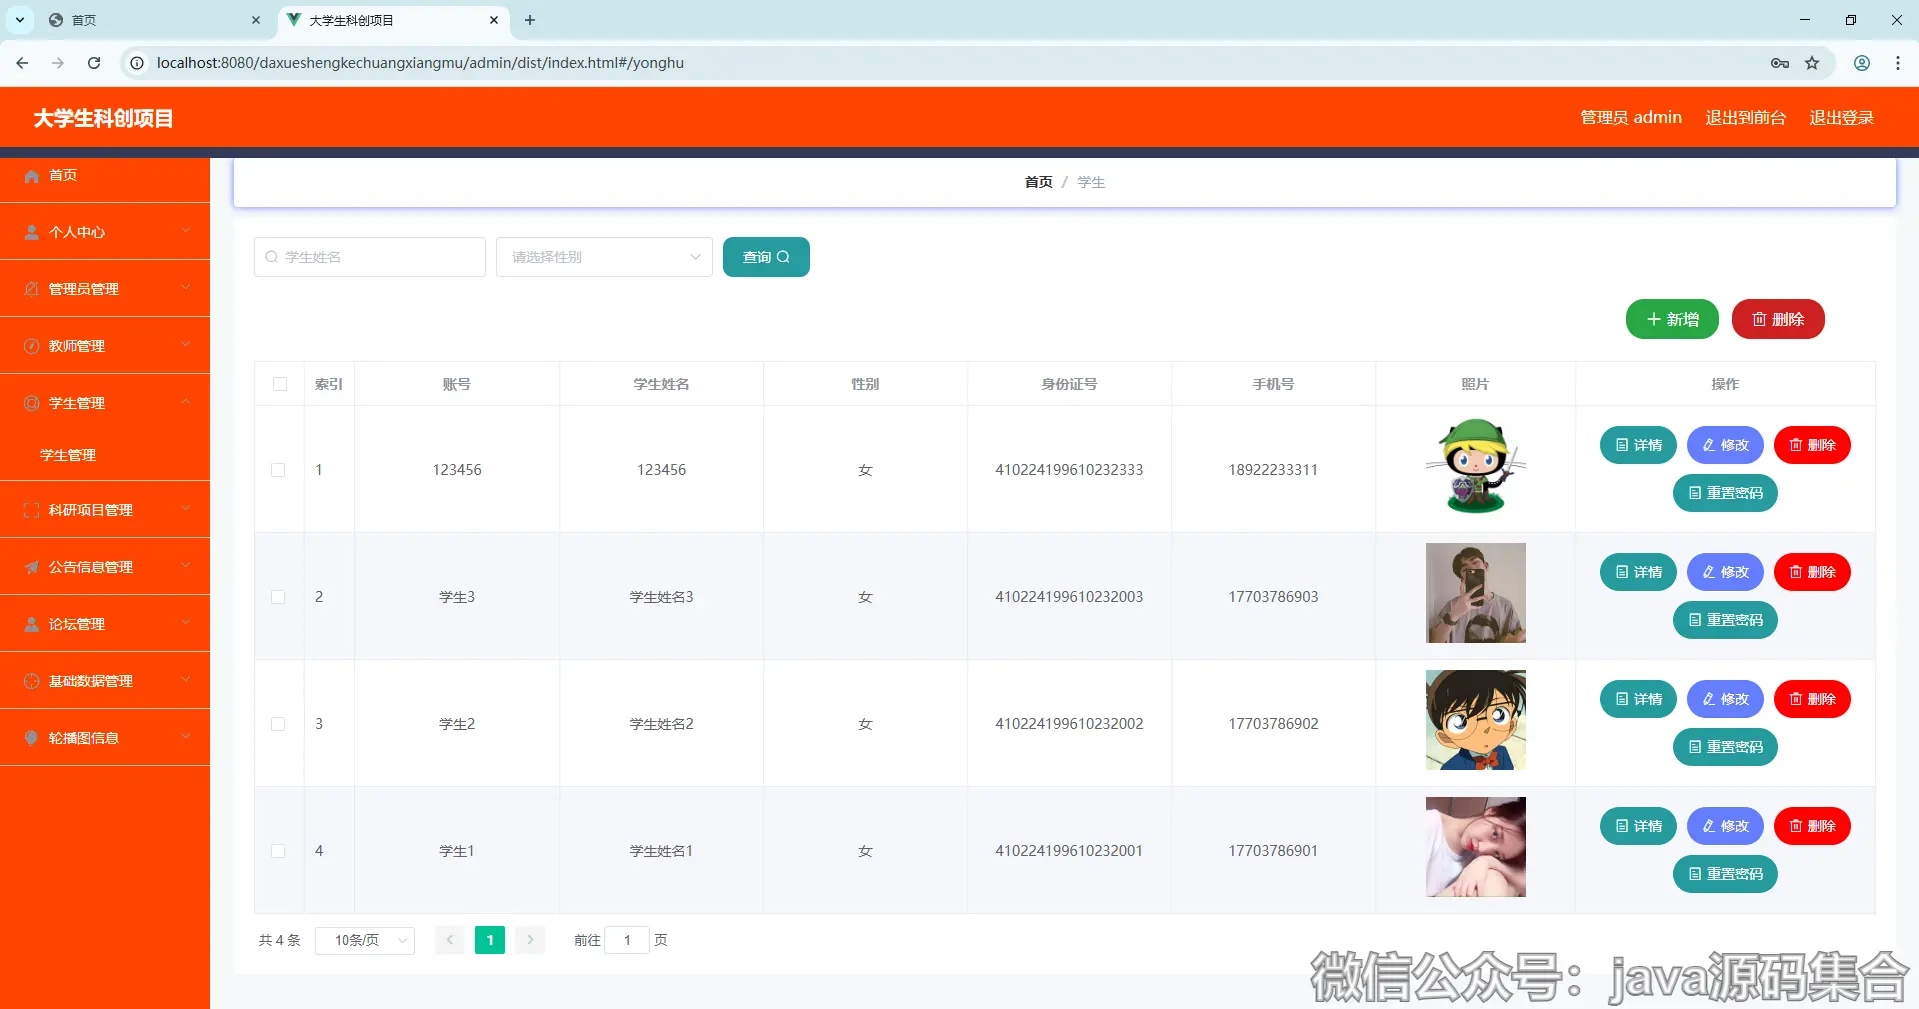 首页
大学生科创项目
localhost:8080/daxueshengkechuangxiangmu/admin/dist/index.html#/yonghu
大学生科创项目
管理员 admin 退出到前台 退出登录
首页
个人中心
管理员管理
教师管理
学生管理
学生管理
科研项目管理
公告信息管理
论坛管理
基础数据管理
轮播图信息
首页 / 学生
学生姓名 请选择性别 查询
新增 删除
索引 账号 学生姓名 性别 身份证号 手机号 照片 操作
1 123456 123456 女 410224199610232333 18922233311 详情 修改 删除
重置密码
2 学生3 学生姓名3 女 410224199610232003 17703786903 详情 修改 删除
重置密码
3 学生2 学生姓名2 女 410224199610232002 17703786902 详情 修改 删除
重置密码
4 学生1 学生姓名1 女 410224199610232001 17703786901 详情 修改 删除
重置密码
共 4 条 10条/页 1 前往 1 页
微信公众号：java源码集合